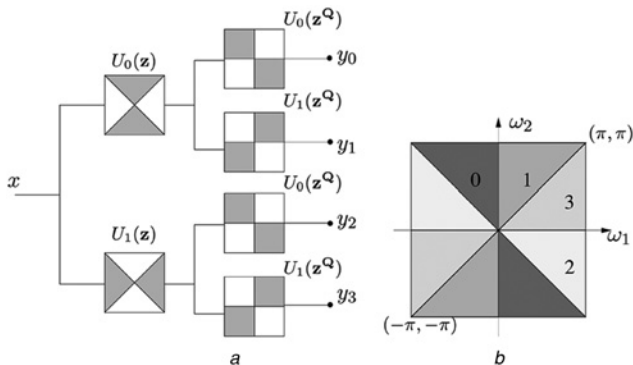 U₀(z^Q)
U₀(z)
y₀
U₁(z^Q)
y₁
x
U₀(z^Q)
U₁(z)
y₂
U₁(z^Q)
y₃
a
ω₂
(π, π)
0
1
3
ω₁
2
(−π, −π)
b